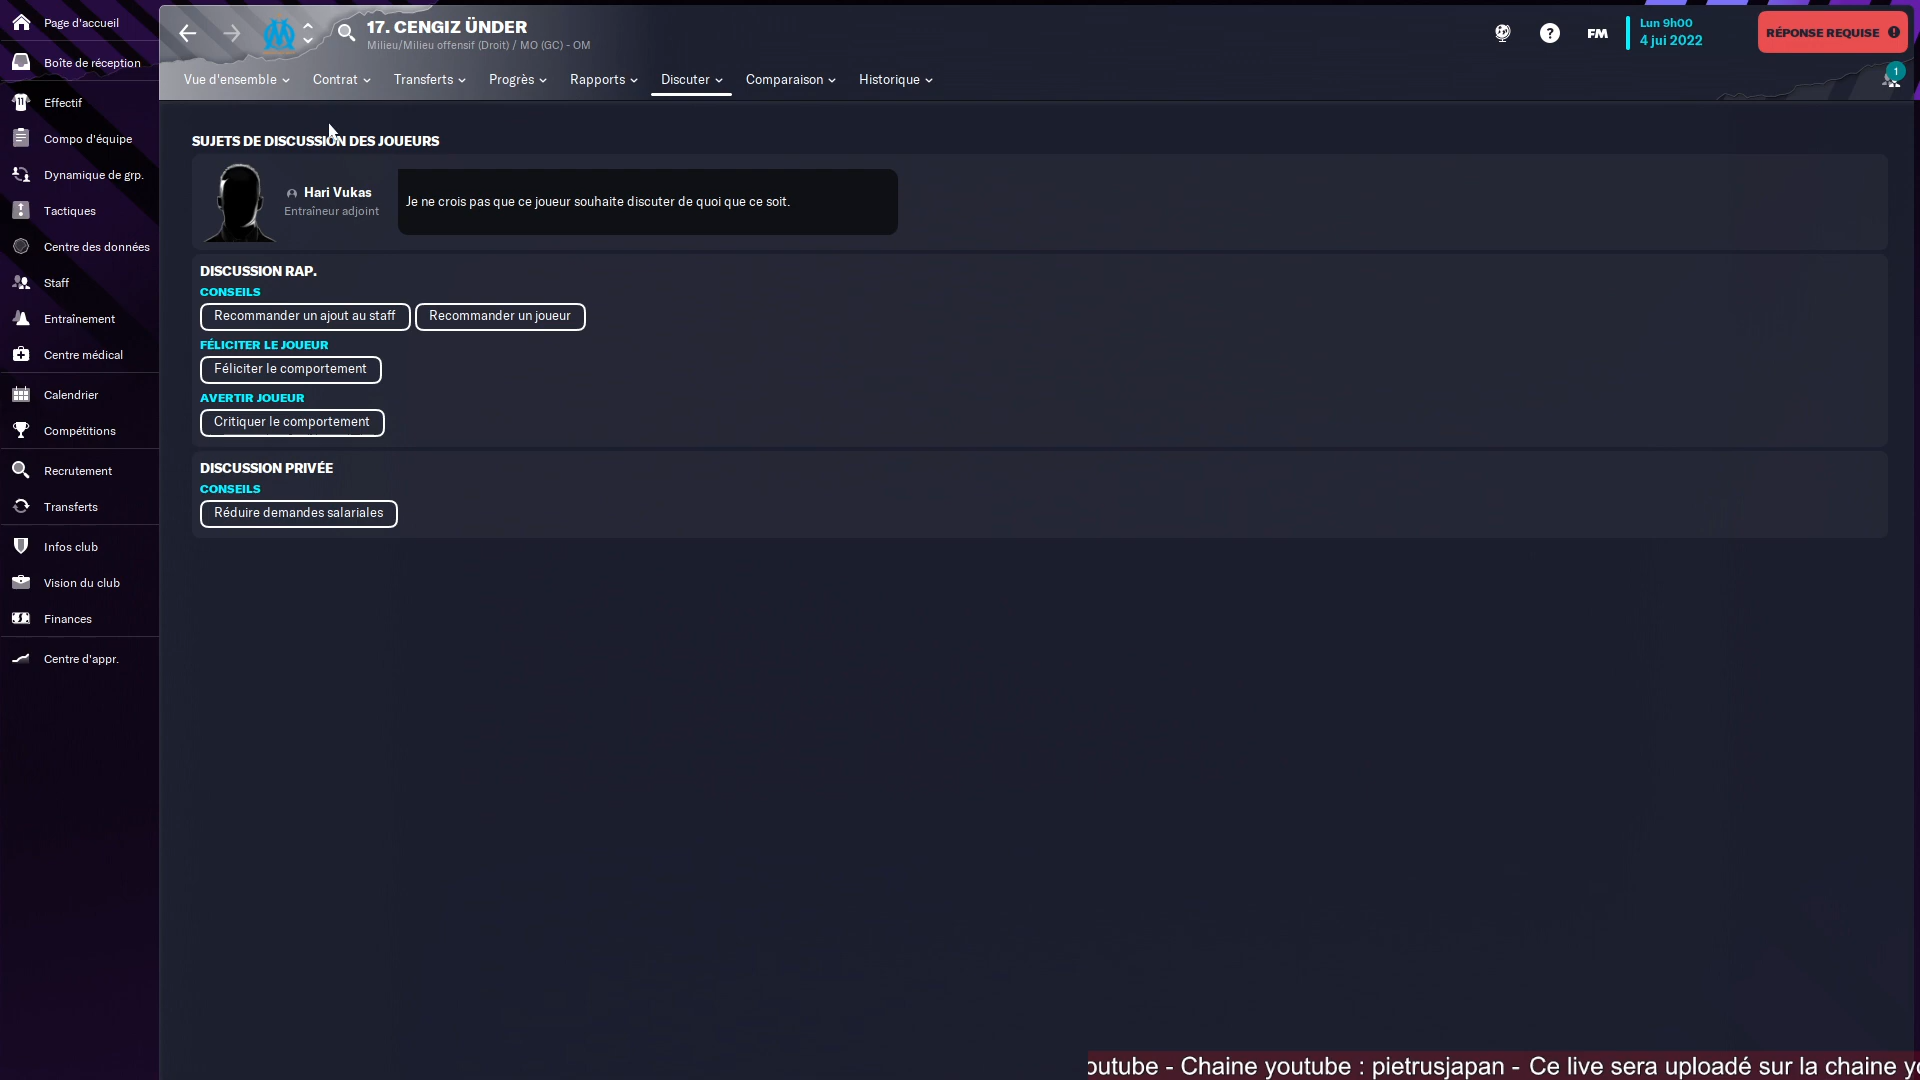 Page d'accueil
Boîte de réception
Effectif
Compo d'équipe
Dynamique de grp.
Tactiques
Centre des données
Staff
Entraînement
Centre médical
Calendrier
Compétitions
Recrutement
Transferts
Infos club
Vision du club
Finances
Centre d'appr.
17. CENGIZ ÜNDER
Milieu/Milieu offensif (Droit) / MO (GC) - OM
FM
Lun 9h00
4 jui 2022
RÉPONSE REQUISE
Vue d'ensemble
Contrat
Transferts
Progrès
Rapports
Discuter
Comparaison
Historique
1
SUJETS DE DISCUSSION DES JOUEURS
Hari Vukas
Entraîneur adjoint
Je ne crois pas que ce joueur souhaite discuter de quoi que ce soit.
DISCUSSION RAP.
CONSEILS
Recommander un ajout au staff
Recommander un joueur
FÉLICITER LE JOUEUR
Féliciter le comportement
AVERTIR JOUEUR
Critiquer le comportement
DISCUSSION PRIVÉE
CONSEILS
Réduire demandes salariales
outube - Chaine youtube : pietrusjapan - Ce live sera uploadé sur la chaine yo